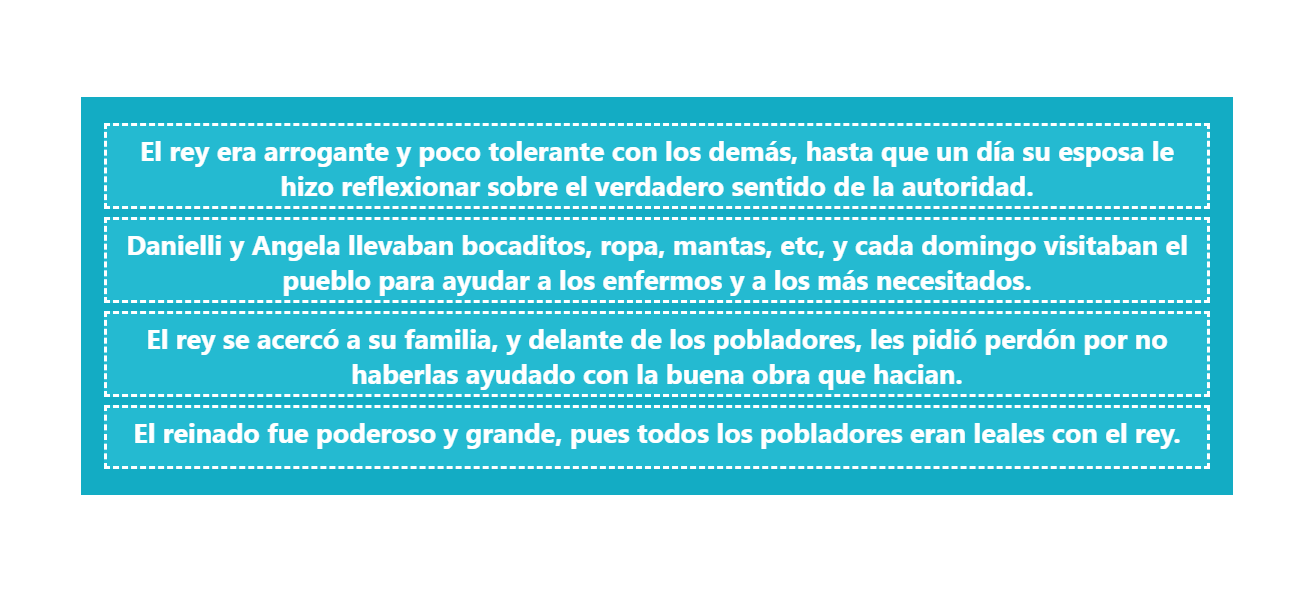 El rey era arrogante y poco tolerante con los demás, hasta que un día su esposa le
hizo reflexionar sobre el verdadero sentido de la autoridad.
Danielli y Angela llevaban bocaditos, ropa, mantas, etc, y cada domingo visitaban el
pueblo para ayudar a los enfermos y a los más necesitados.
El rey se acercó a su familia, y delante de los pobladores, les pidió perdón por no
haberlas ayudado con la buena obra que hacian.
El reinado fue poderoso y grande, pues todos los pobladores eran leales con el rey.